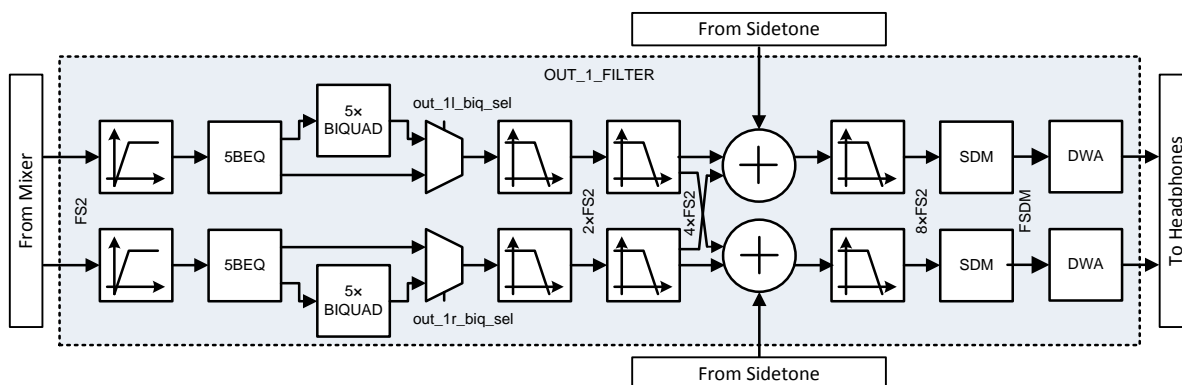 From Sidetone
OUT_1_FILTER
From Mixer
FS2
5BEQ
5×
BIQUAD
out_1l_biq_sel
2×FS2
4×FS2
8×FS2
SDM
FSDM
DWA
To Headphones
5BEQ
5×
BIQUAD
out_1r_biq_sel
SDM
DWA
From Sidetone